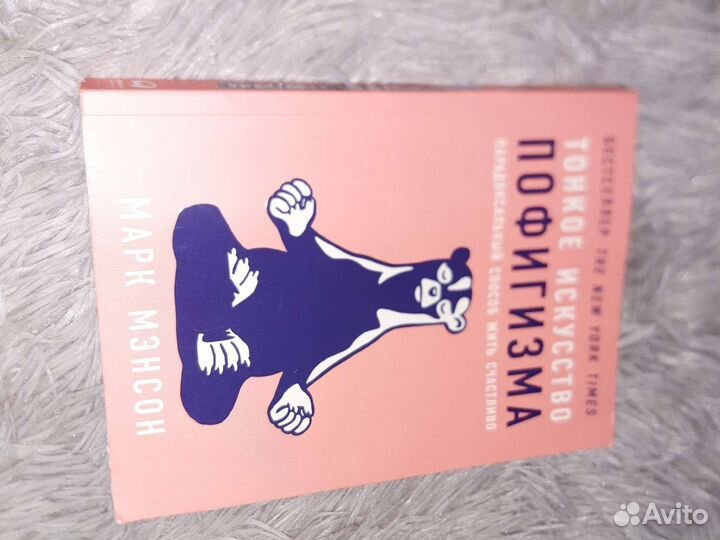 БЕСТСЕЛЛЕР THE NEW YORK TIMES
ТОНКОЕ ИСКУССТВО
ПОФИГИЗМА
ПАРАДОКСАЛЬНЫЙ СПОСОБ ЖИТЬ СЧАСТЛИВО
МАРК МЭНСОН
Avito